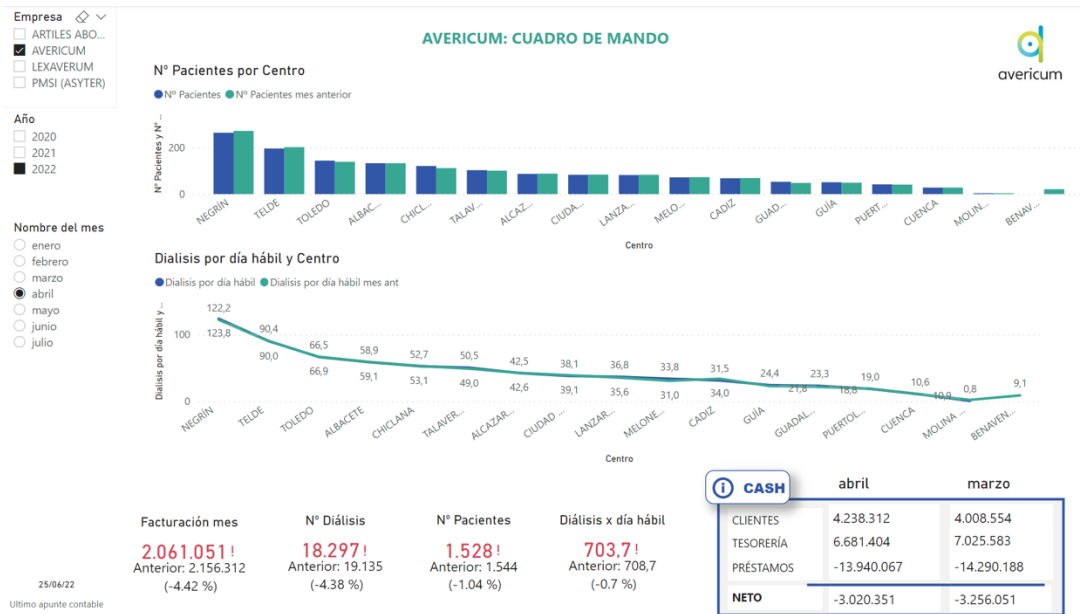 Empresa
ARTILES ABO...
AVERICUM
LEXAVERUM
PMSI (ASYTER)
Año
2020
2021
2022
Nombre del mes
enero
febrero
marzo
abril
mayo
junio
julio
25/06/22
Ultimo apunte contable
AVERICUM: CUADRO DE MANDO
avericum
Nº Pacientes por Centro
Nº Pacientes Nº Pacientes mes anterior
Nº Pacientes y Nº ...
200
0
NEGRÍN TELDE TOLEDO ALBAC... CHICL... TALAV... ALCAZ... CIUDA... LANZA... MELO... CADIZ GUAD... GUÍA PUERT... CUENCA MOLIN... BENAV...
Centro
Dialisis por día hábil y Centro
Dialisis por día hábil Dialisis por día hábil mes ant
Dialisis por día hábil y ...
100
0
122,2 90,4 66,5 58,9 52,7 50,5 42,5 38,1 36,8 33,8 31,5 24,4 23,3 19,0 10,6 0,8 9,1
123,8 90,0 66,9 59,1 53,1 49,0 42,6 39,1 35,6 31,0 34,0 21,8 18,8 10,9
NEGRÍN TELDE TOLEDO ALBACETE CHICLANA TALAVER... ALCAZAR... CIUDAD ... LANZAR... MELONE... CADIZ GUÍA GUADAL... PUERTOL... CUENCA MOLINA ... BENAVEN...
Centro
Facturación mes
2.061.051!
Anterior: 2.156.312
(-4.42 %)
Nº Diálisis
18.297!
Anterior: 19.135
(-4.38 %)
Nº Pacientes
1.528!
Anterior: 1.544
(-1.04 %)
Diálisis x día hábil
703,7!
Anterior: 708,7
(-0.7 %)
i CASH abril marzo
CLIENTES 4.238.312 4.008.554
TESORERÍA 6.681.404 7.025.583
PRÉSTAMOS -13.940.067 -14.290.188
NETO -3.020.351 -3.256.051